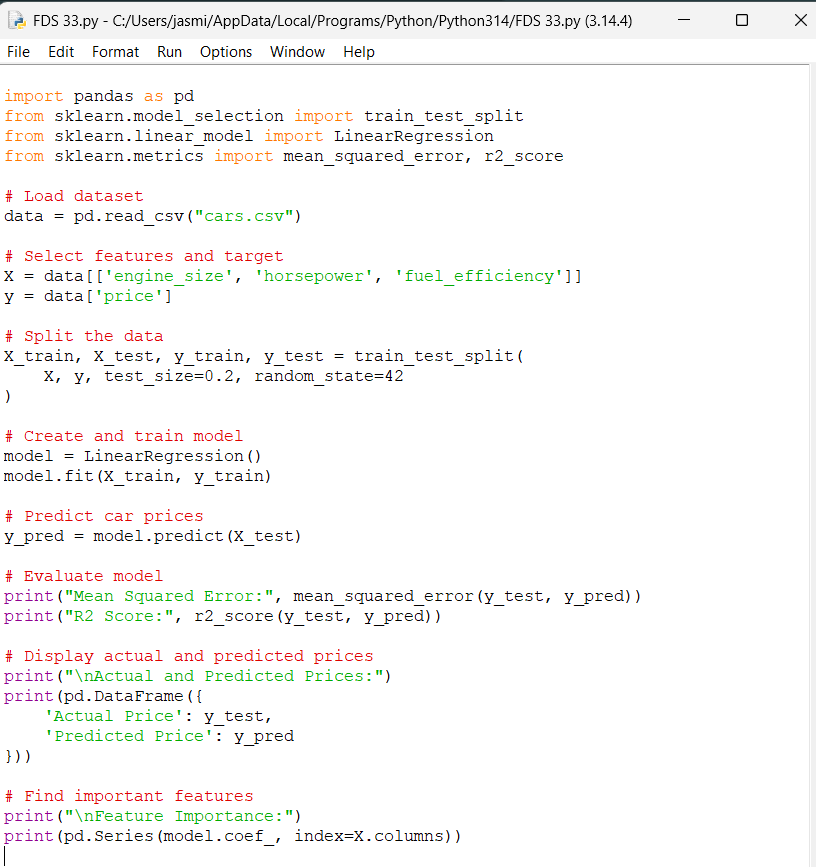 FDS 33.py - C:/Users/jasmi/AppData/Local/Programs/Python/Python314/FDS 33.py (3.14.4)
File Edit Format Run Options Window Help
import pandas as pd
from sklearn.model_selection import train_test_split
from sklearn.linear_model import LinearRegression
from sklearn.metrics import mean_squared_error, r2_score

# Load dataset
data = pd.read_csv("cars.csv")

# Select features and target
X = data[['engine_size', 'horsepower', 'fuel_efficiency']]
y = data['price']

# Split the data
X_train, X_test, y_train, y_test = train_test_split(
    X, y, test_size=0.2, random_state=42
)

# Create and train model
model = LinearRegression()
model.fit(X_train, y_train)

# Predict car prices
y_pred = model.predict(X_test)

# Evaluate model
print("Mean Squared Error:", mean_squared_error(y_test, y_pred))
print("R2 Score:", r2_score(y_test, y_pred))

# Display actual and predicted prices
print("\nActual and Predicted Prices:")
print(pd.DataFrame({
    'Actual Price': y_test,
    'Predicted Price': y_pred
}))

# Find important features
print("\nFeature Importance:")
print(pd.Series(model.coef_, index=X.columns))